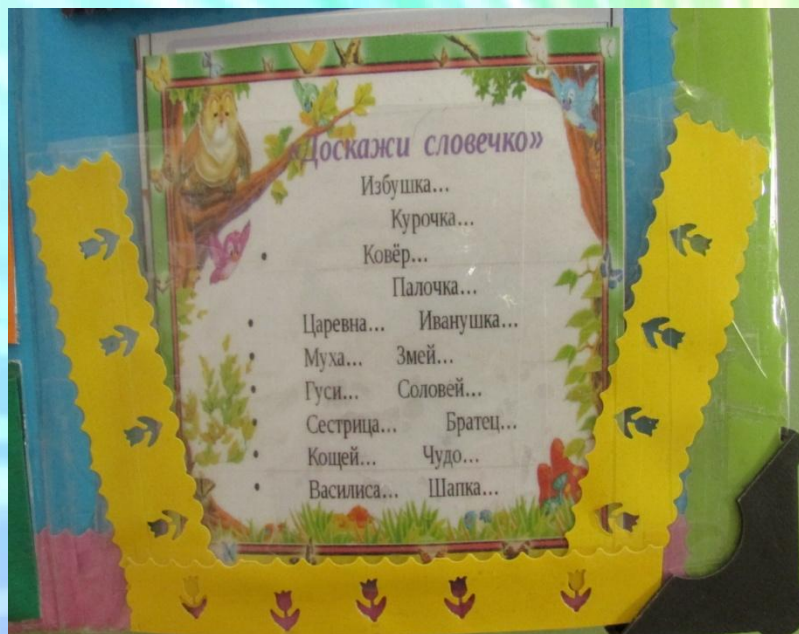 «Доскажи словечко»
Избушка...
Курочка...
• Ковёр...
Палочка...
• Царевна... Иванушка...
• Муха... Змей...
• Гуси... Соловей...
• Сестрица... Братец...
• Кощей... Чудо...
• Василиса... Шапка...